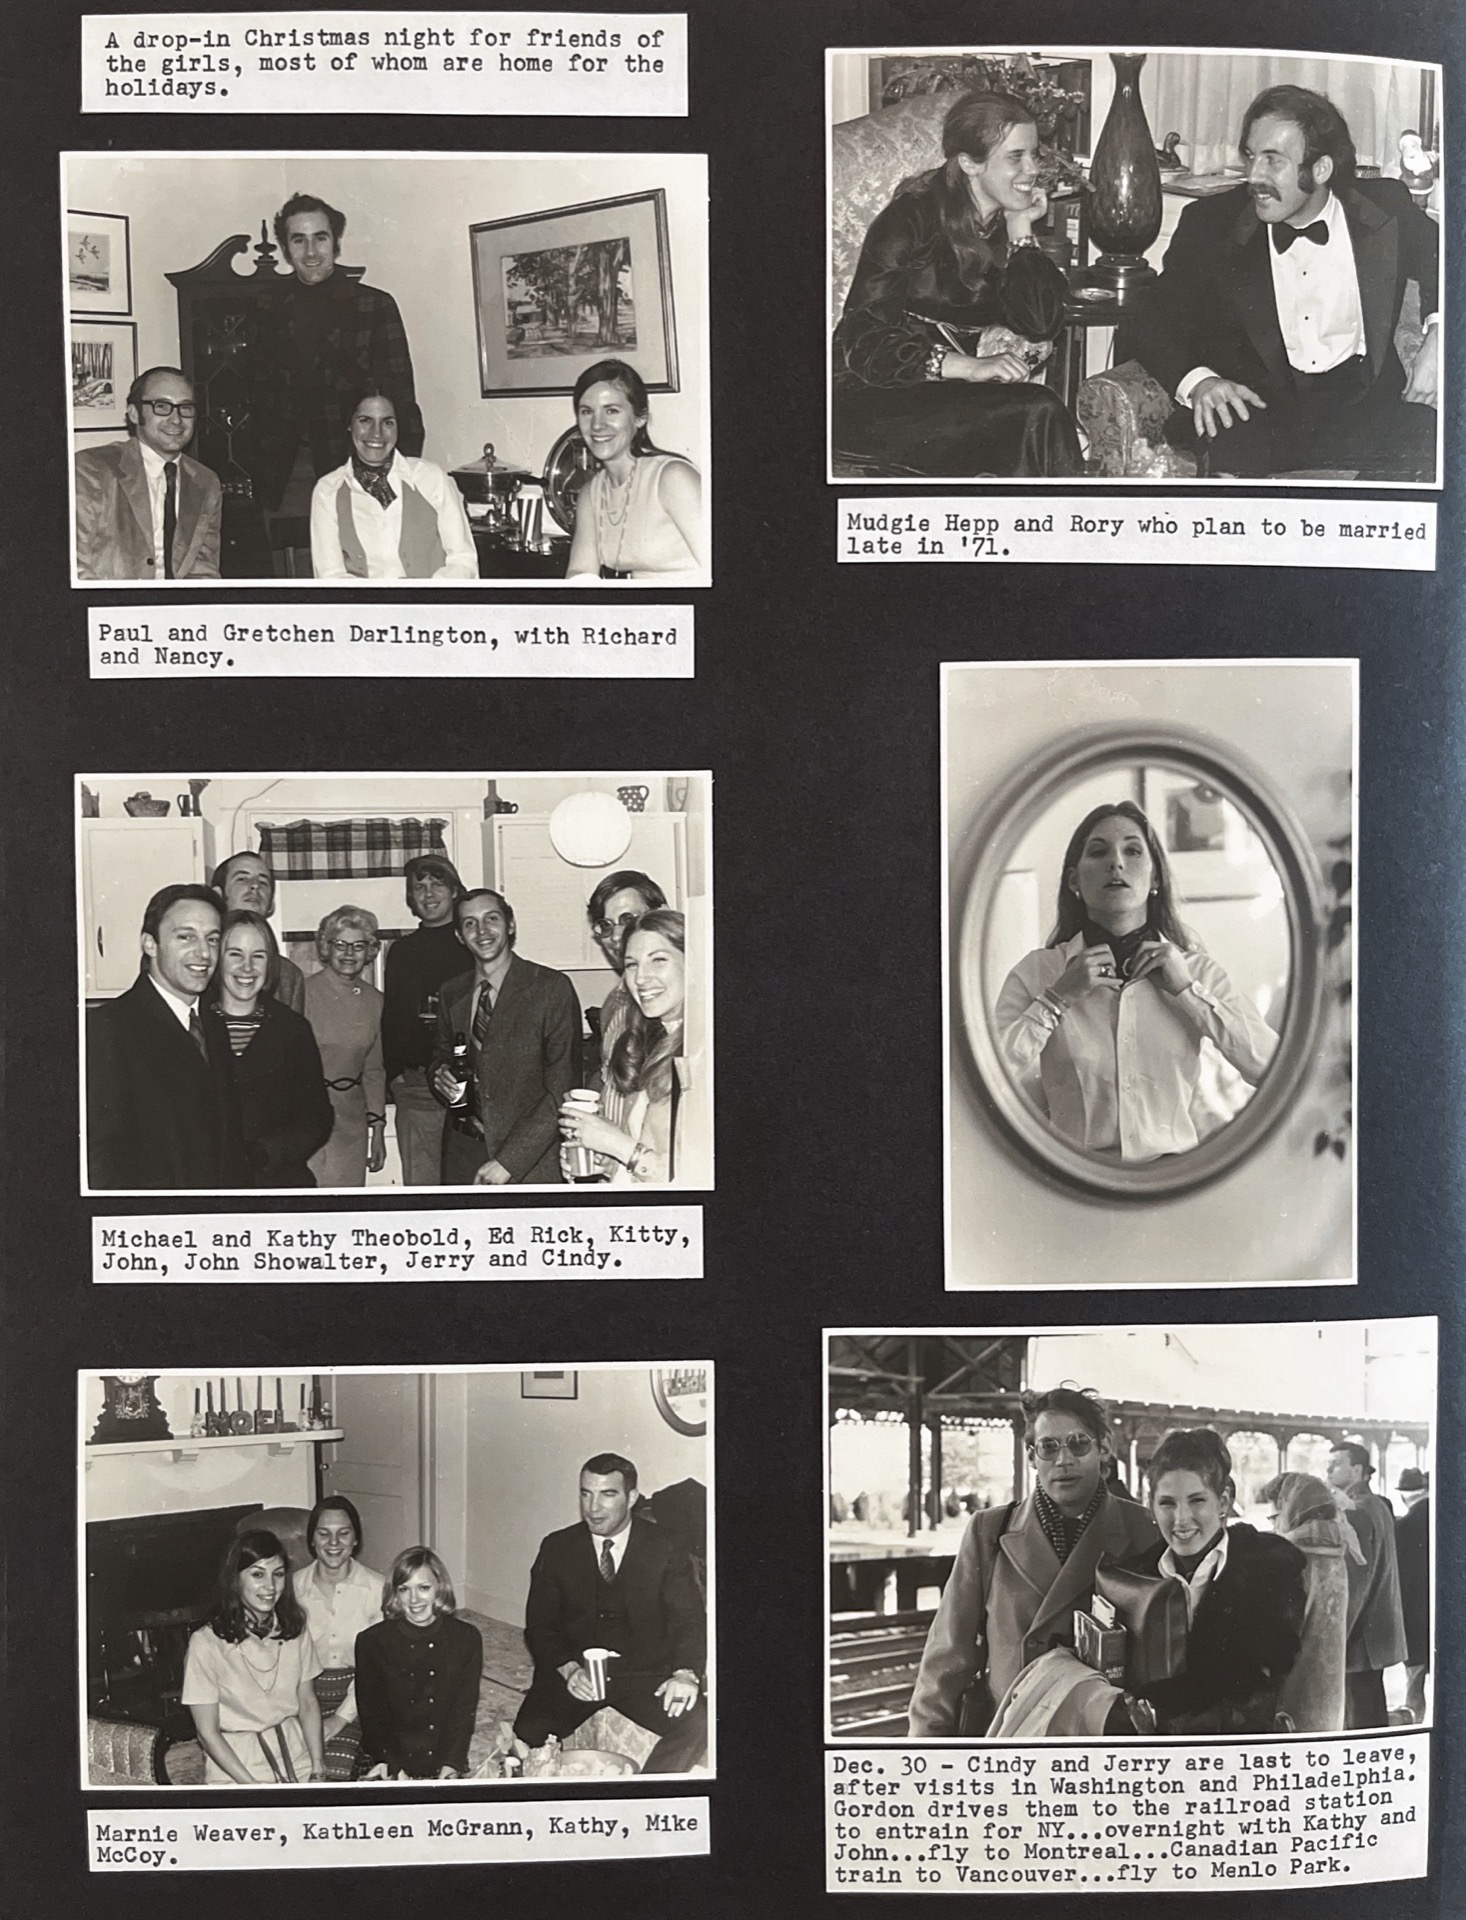 A drop-in Christmas night for friends of
the girls, most of whom are home for the
holidays.
Paul and Gretchen Darlington, with Richard
and Nancy.
Michael and Kathy Theobold, Ed Rick, Kitty,
John, John Showalter, Jerry and Cindy.
NOEL
Marnie Weaver, Kathleen McGrann, Kathy, Mike
McCoy.
Mudgie Hepp and Rory who plan to be married
late in '71.
ALBERT
SPEER
Dec. 30 - Cindy and Jerry are last to leave,
after visits in Washington and Philadelphia.
Gordon drives them to the railroad station
to entrain for NY...overnight with Kathy and
John...fly to Montreal...Canadian Pacific
train to Vancouver...fly to Menlo Park.